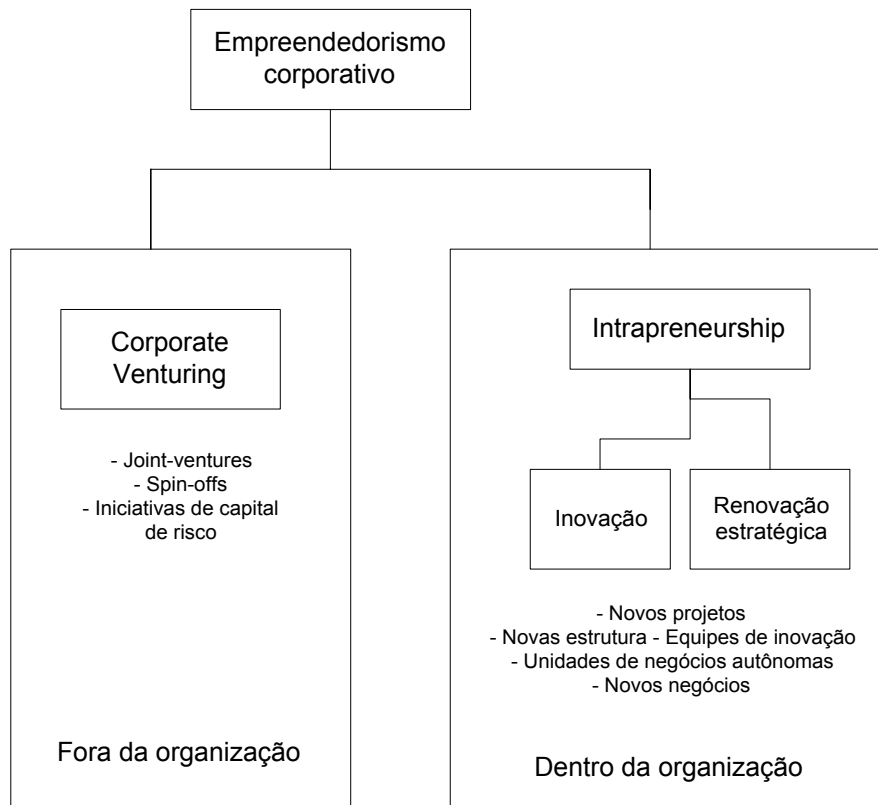 Empreendedorismo
corporativo
Corporate
Venturing
- Joint-ventures
- Spin-offs
- Iniciativas de capital
de risco
Fora da organização
Intrapreneurship
Inovação
Renovação
estratégica
- Novos projetos
- Novas estrutura - Equipes de inovação
- Unidades de negócios autônomas
- Novos negócios
Dentro da organização